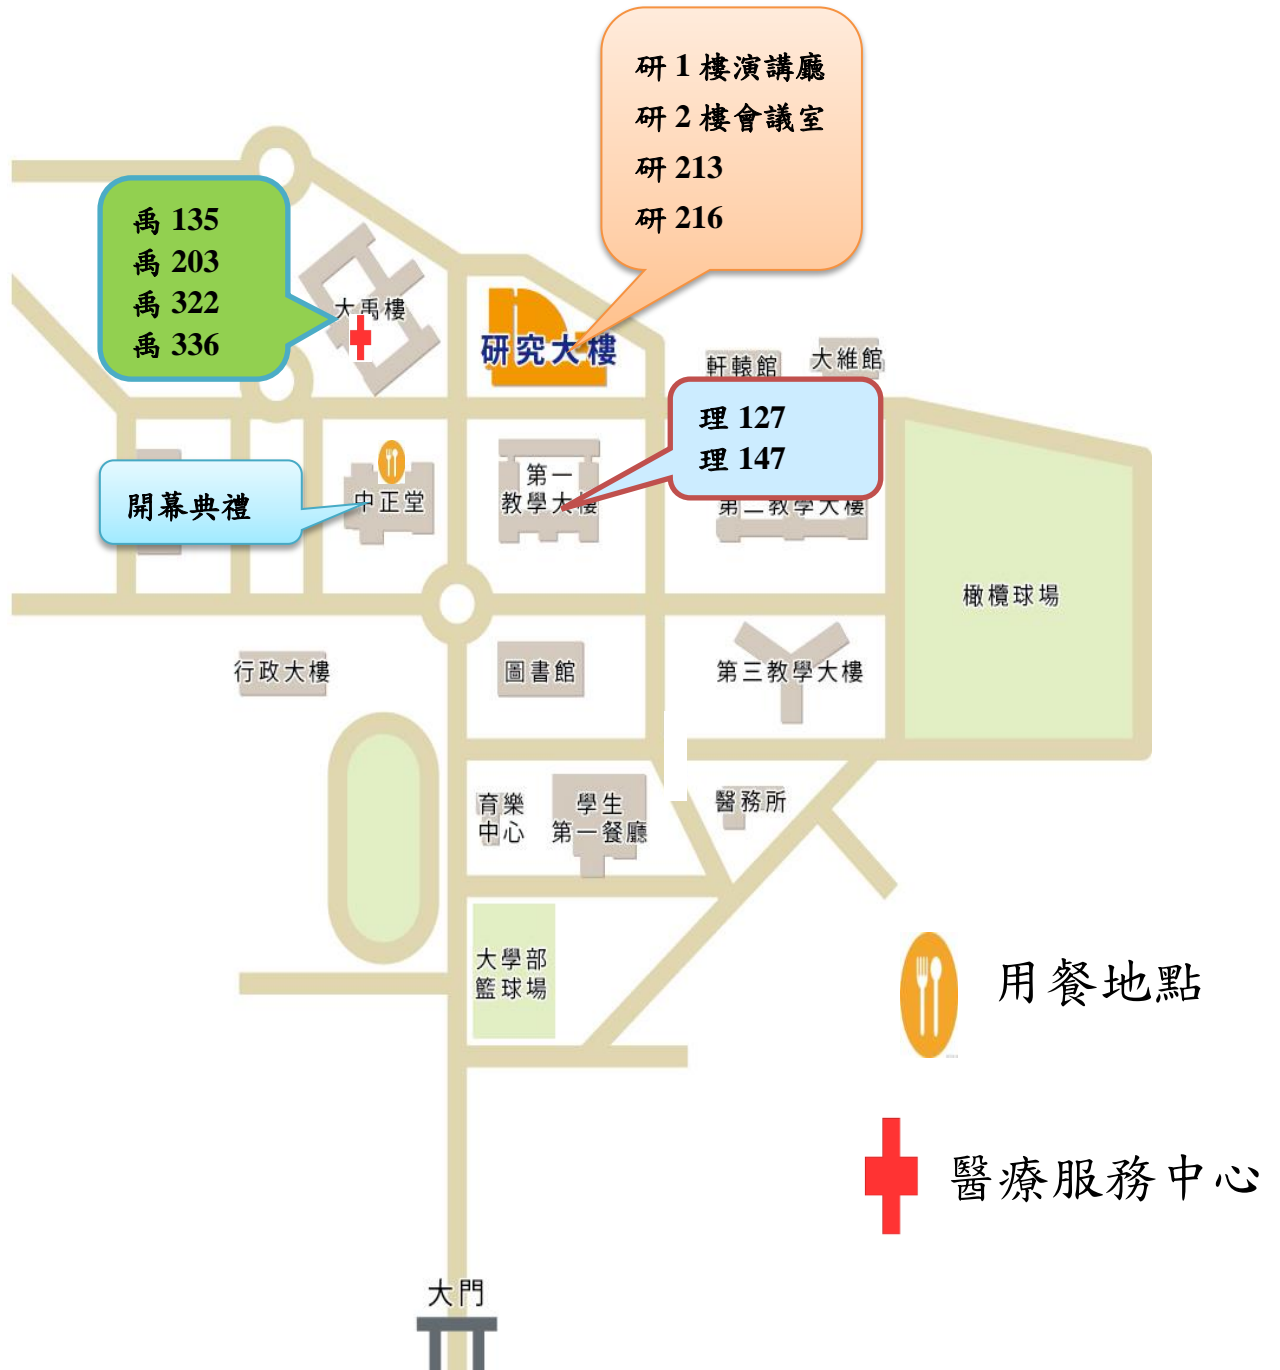 研 1 樓演講廳
研 2 樓會議室
研 213
研 216
禹 135
禹 203
禹 322
禹 336
大禹樓
研究大樓
軒轅館
大維館
理 127
理 147
開幕典禮
中正堂
第一
教學大樓
第二教學大樓
橄欖球場
行政大樓
圖書館
第三教學大樓
育樂
中心
學生
第一餐廳
醫務所
大學部
籃球場
用餐地點
醫療服務中心
大門